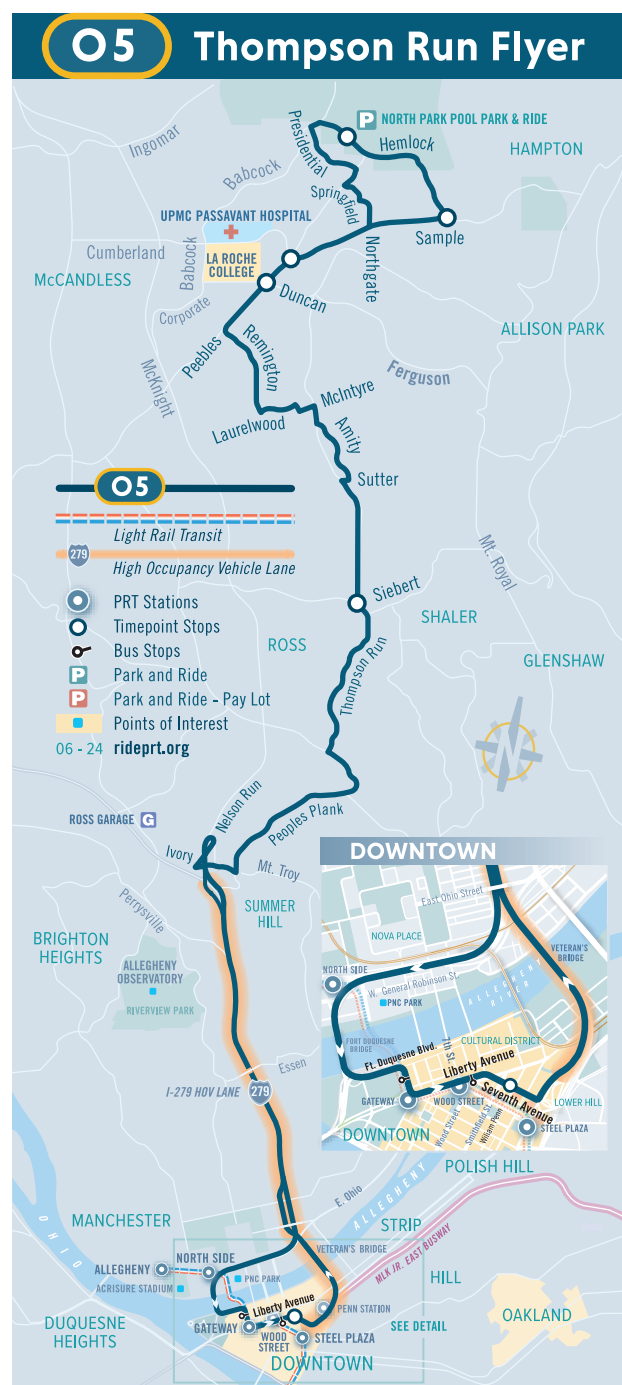 O5 Thompson Run Flyer
NORTH PARK POOL PARK & RIDE
P
Presidential
Hemlock
Ingomar
HAMPTON
Babcock
Springfield
UPMC PASSAVANT HOSPITAL
Sample
Cumberland
Babcock
LA ROCHE
COLLEGE
Northgate
McCANDLESS
Duncan
Corporate
ALLISON PARK
Peebles
Remington
McKnight
Ferguson
McIntyre
Laurelwood
Amity
Sutter
O5
Light Rail Transit
279
High Occupancy Vehicle Lane
PRT Stations
Timepoint Stops
Bus Stops
P Park and Ride
P Park and Ride - Pay Lot
Points of Interest
06 - 24 rideprt.org
Mt. Royal
Siebert
SHALER
ROSS
GLENSHAW
Thompson Run
Nelson Run
Peoples Plank
ROSS GARAGE G
Ivory
Mt. Troy
SUMMER
HILL
Perrysville
BRIGHTON
HEIGHTS
ALLEGHENY
OBSERVATORY
RIVERVIEW PARK
Essen
I-279 HOV LANE
279
DOWNTOWN
East Ohio Street
NOVA PLACE
VETERAN'S
BRIDGE
NORTH SIDE
W. General Robinson St.
PNC PARK
ALLEGHENY
RIVER
FORT DUQUESNE
BRIDGE
7th St.
CULTURAL DISTRICT
Ft. Duquesne Blvd.
Liberty Avenue
Seventh Avenue
GATEWAY
WOOD STREET
LOWER HILL
Wood Street
Smithfield St.
William Penn
STEEL PLAZA
DOWNTOWN
POLISH HILL
E. Ohio
ALLEGHENY
OHIO
MANCHESTER
STRIP
VETERAN'S BRIDGE
MLK JR. EAST BUSWAY
NORTH SIDE
ALLEGHENY
PNC PARK
HILL
ACRISURE STADIUM
Liberty Avenue
PENN STATION
OAKLAND
DUQUESNE
HEIGHTS
GATEWAY
WOOD
STREET
STEEL PLAZA
SEE DETAIL
DOWNTOWN